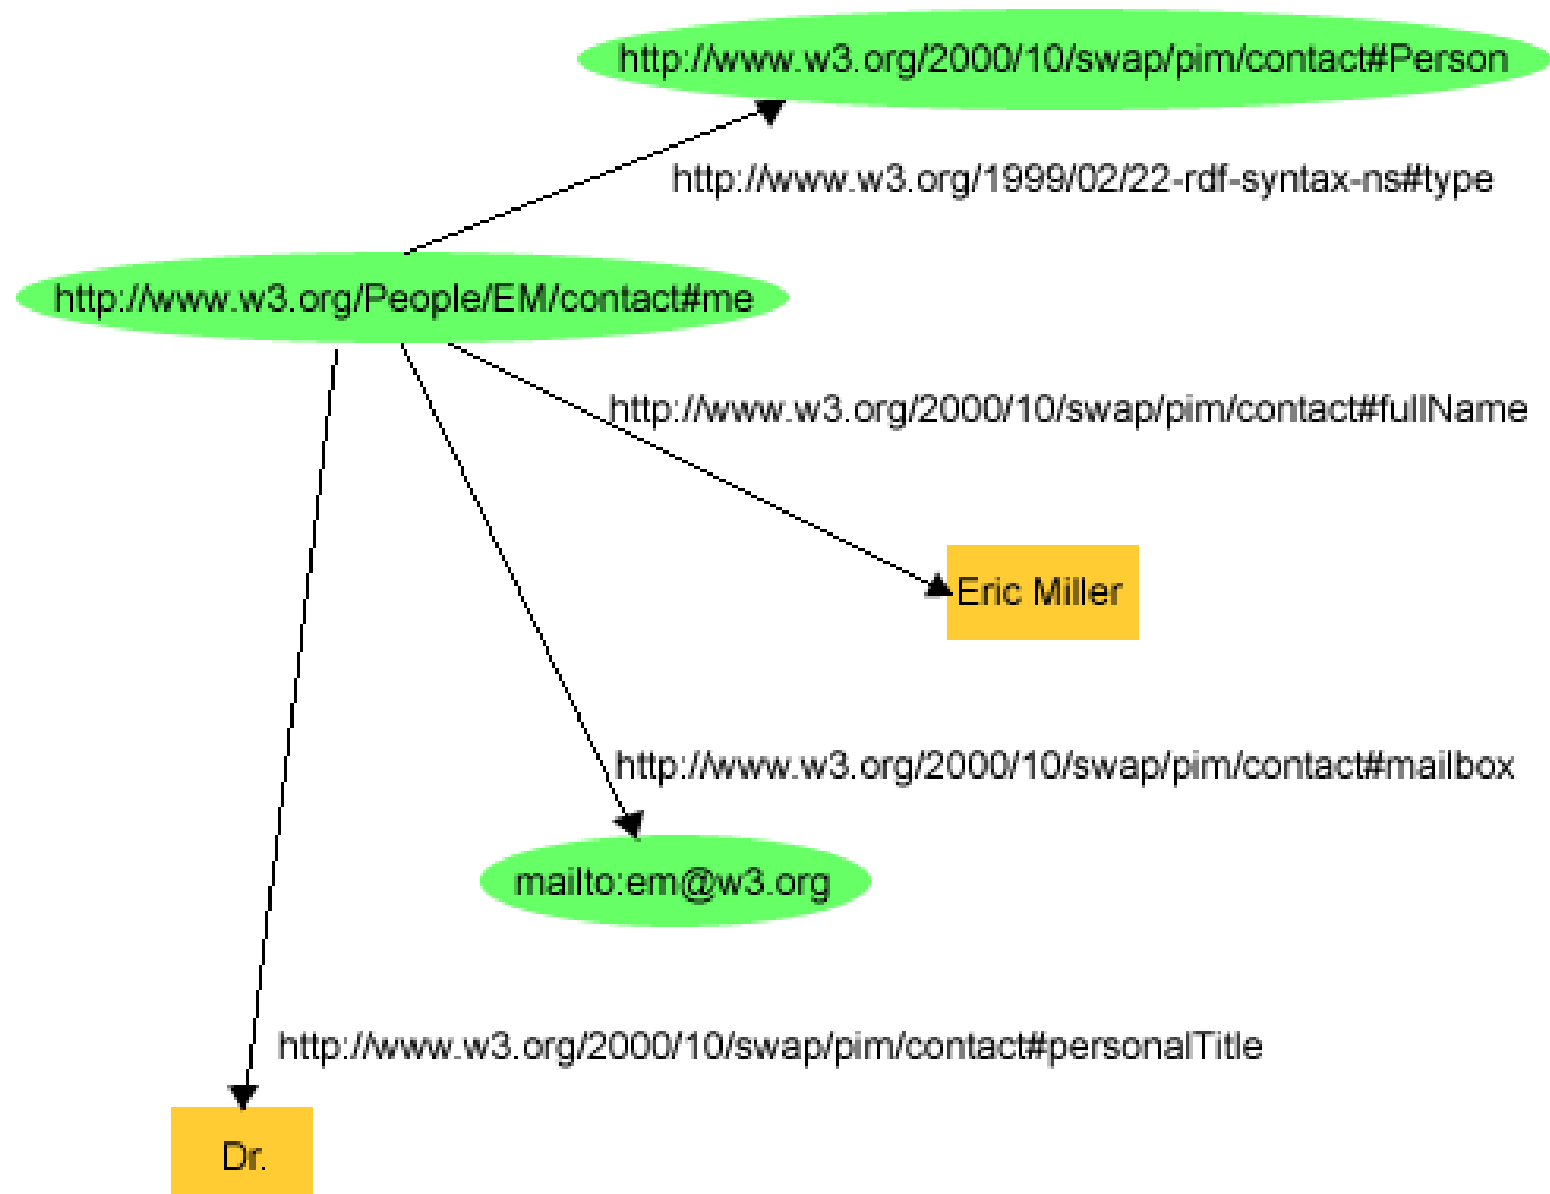 http://www.w3.org/2000/10/swap/pim/contact#Person
http://www.w3.org/1999/02/22-rdf-syntax-ns#type
http://www.w3.org/People/EM/contact#me
http://www.w3.org/2000/10/swap/pim/contact#fullName
Eric Miller
http://www.w3.org/2000/10/swap/pim/contact#mailbox
mailto:em@w3.org
http://www.w3.org/2000/10/swap/pim/contact#personalTitle
Dr.